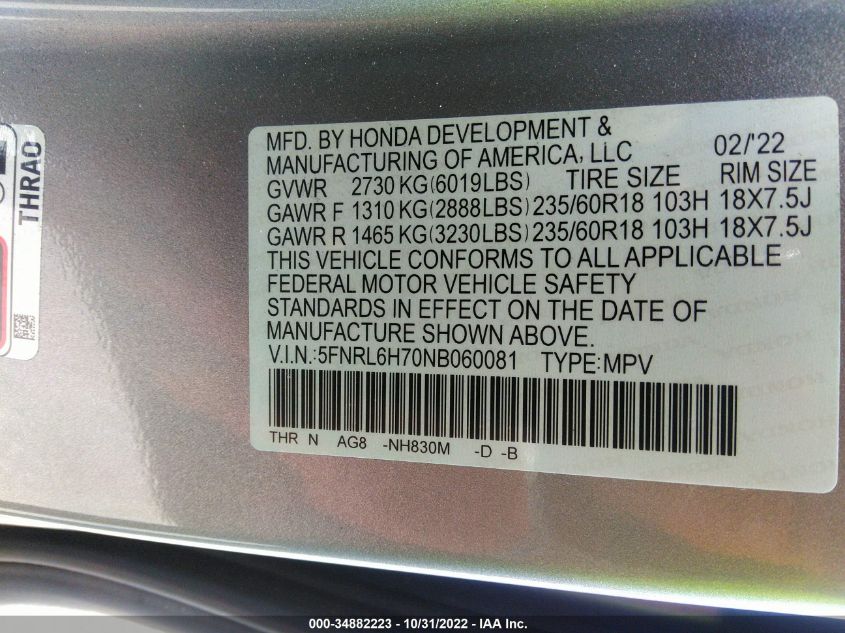 THRAO
MFD. BY HONDA DEVELOPMENT &
MANUFACTURING OF AMERICA, LLC 02/'22
GVWR 2730 KG(6019LBS) TIRE SIZE RIM SIZE
GAWR F 1310 KG(2888LBS) 235/60R18 103H 18X7.5J
GAWR R 1465 KG(3230LBS) 235/60R18 103H 18X7.5J
THIS VEHICLE CONFORMS TO ALL APPLICABLE
FEDERAL MOTOR VEHICLE SAFETY
STANDARDS IN EFFECT ON THE DATE OF
MANUFACTURE SHOWN ABOVE.
V.I.N.:5FNRL6H70NB060081 TYPE:MPV
THR N AG8 -NH830M -D -B
000-34882223 - 10/31/2022 - IAA Inc.